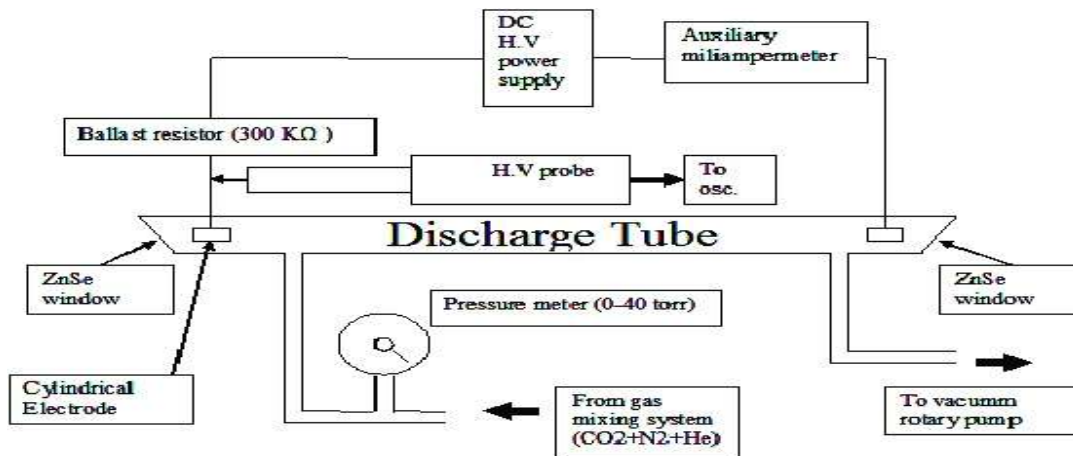 DC
H.V
power
supply
Auxiliary
miliampermeter
Ballast resistor (300 KΩ )
H.V probe
To
osc.
Discharge Tube
ZnSe
window
ZnSe
window
Pressure meter (0-40 torr)
Cylindrical
Electrode
From gas
mixing system
(CO2+N2+He)
To vacumm
rotary pump